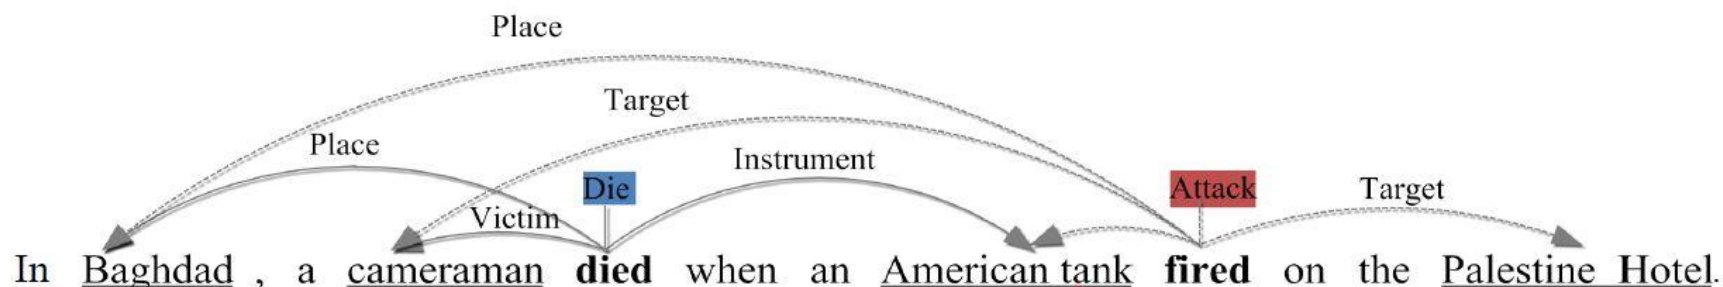 Place
Target
Place
Instrument
Die
Attack
Target
Victim
In Baghdad , a cameraman died when an American tank fired on the Palestine Hotel.